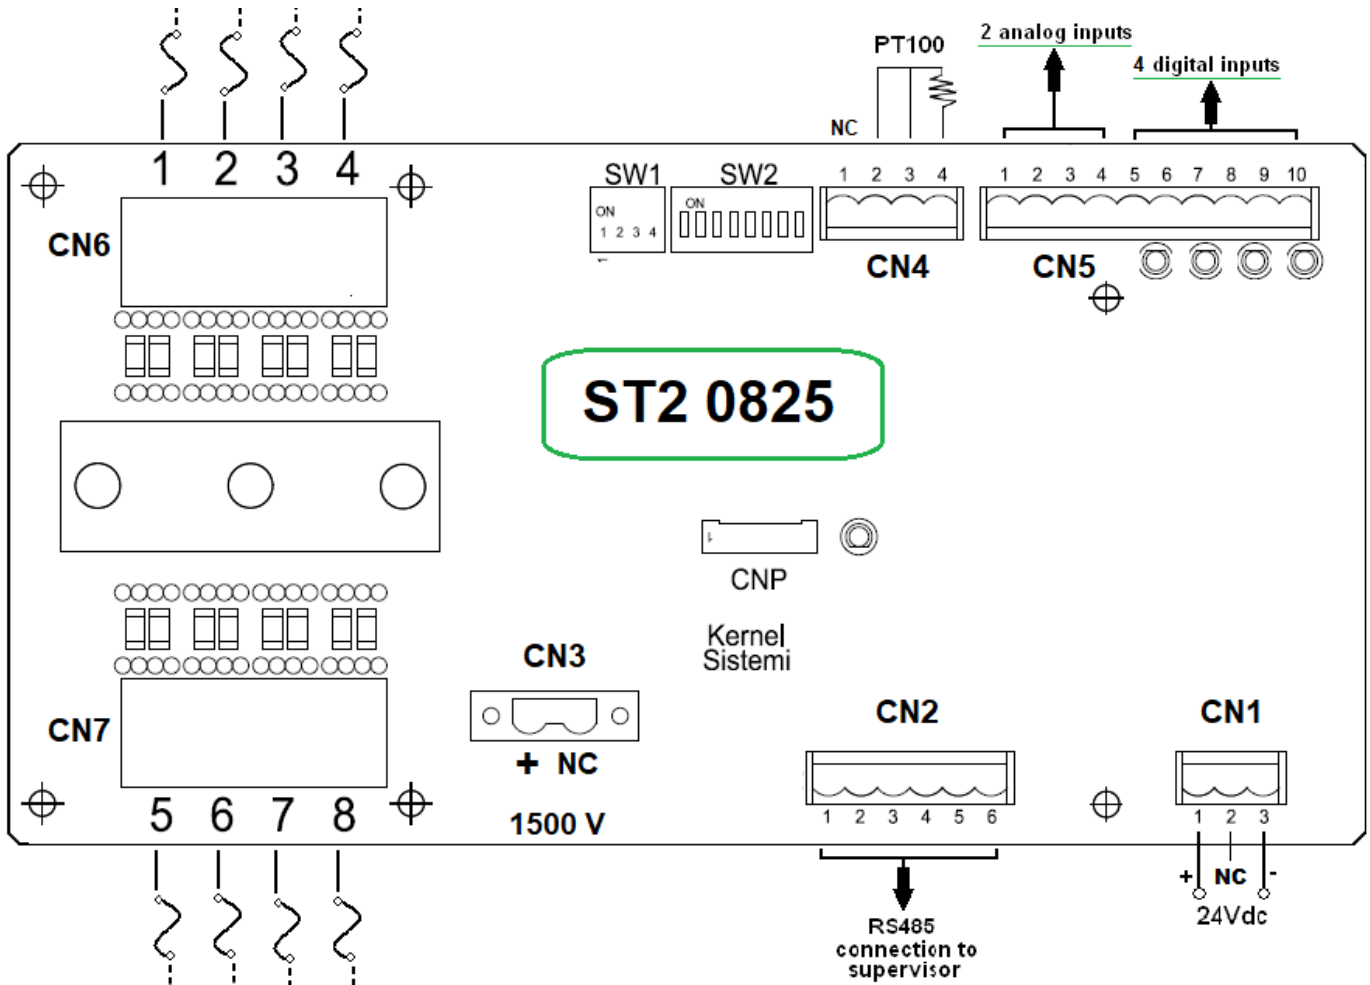 2 analog inputs
PT100
4 digital inputs
NC
1 2 3 4
SW1 SW2
1 2 3 4
1 2 3 4 5 6 7 8 9 10
ON
ON
1 2 3 4
CN6
CN4
CN5
ST2 0825
1
CNP
Kernel
Sistemi
CN3
CN7
CN2
CN1
+ NC
1500 V
5 6 7 8
1 2 3 4 5 6
1 2 3
+ NC -
24Vdc
RS485
connection to
supervisor